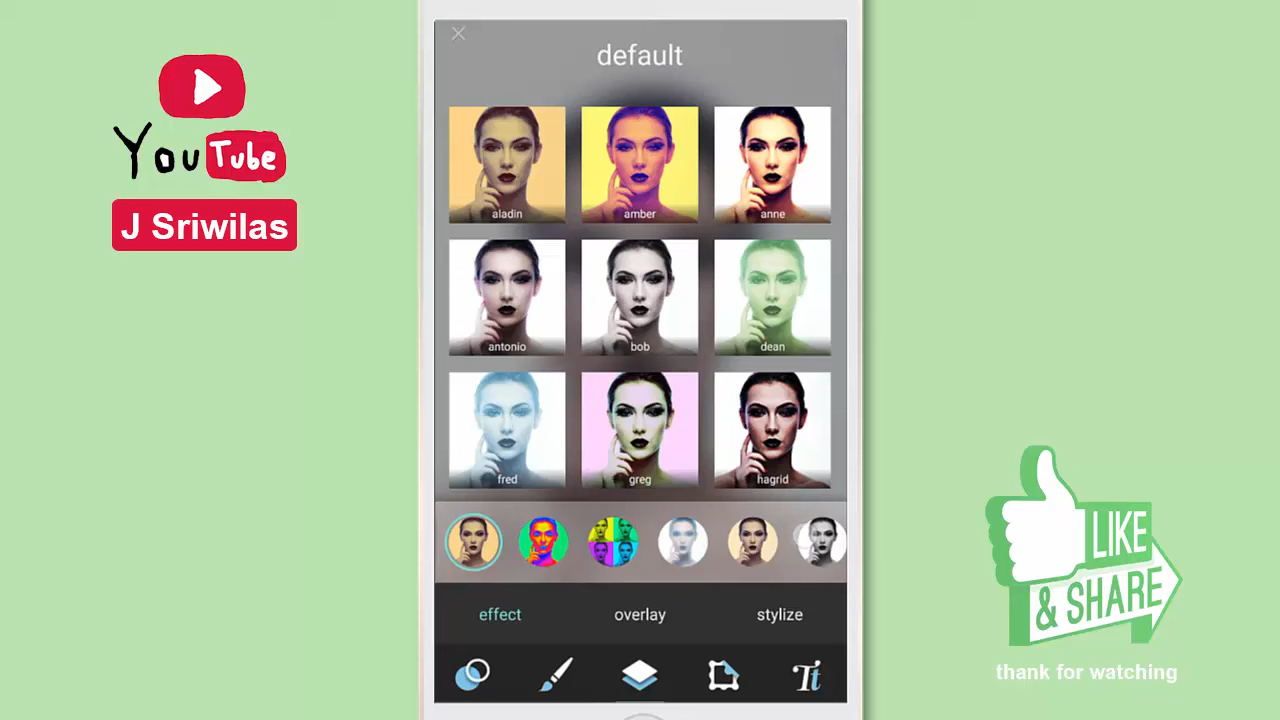 YouTube
J Sriwilas
default
aladin
amber
anne
antonio
bob
dean
fred
greg
hagrid
effect
overlay
stylize
Tt
LIKE
& SHARE
thank for watching